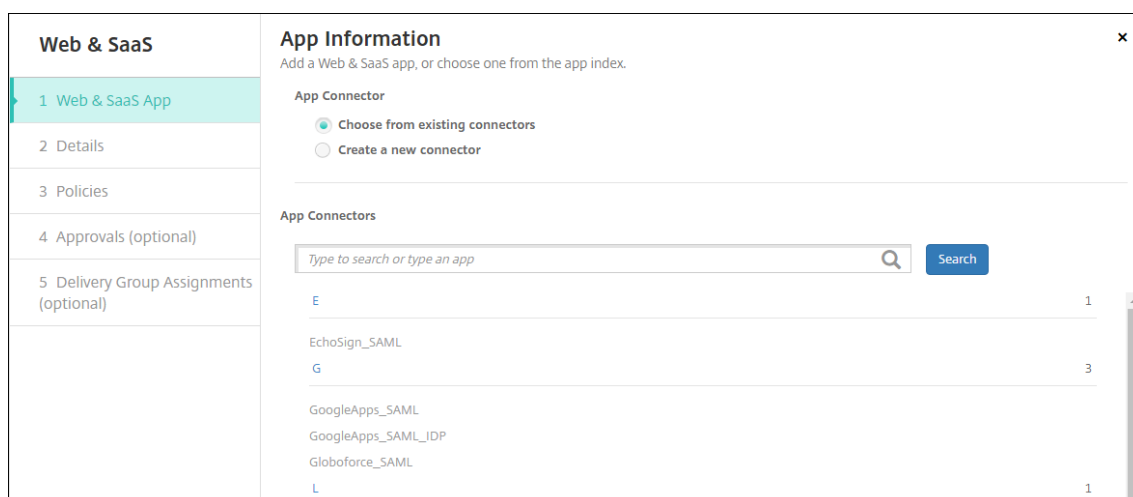 Web & SaaS
1 Web & SaaS App
2 Details
3 Policies
4 Approvals (optional)
5 Delivery Group Assignments
(optional)
App Information
×
Add a Web & SaaS app, or choose one from the app index.
App Connector
Choose from existing connectors
Create a new connector
App Connectors
Type to search or type an app
Search
E 1
EchoSign_SAML
G 3
GoogleApps_SAML
GoogleApps_SAML_IDP
Globoforce_SAML
L 1